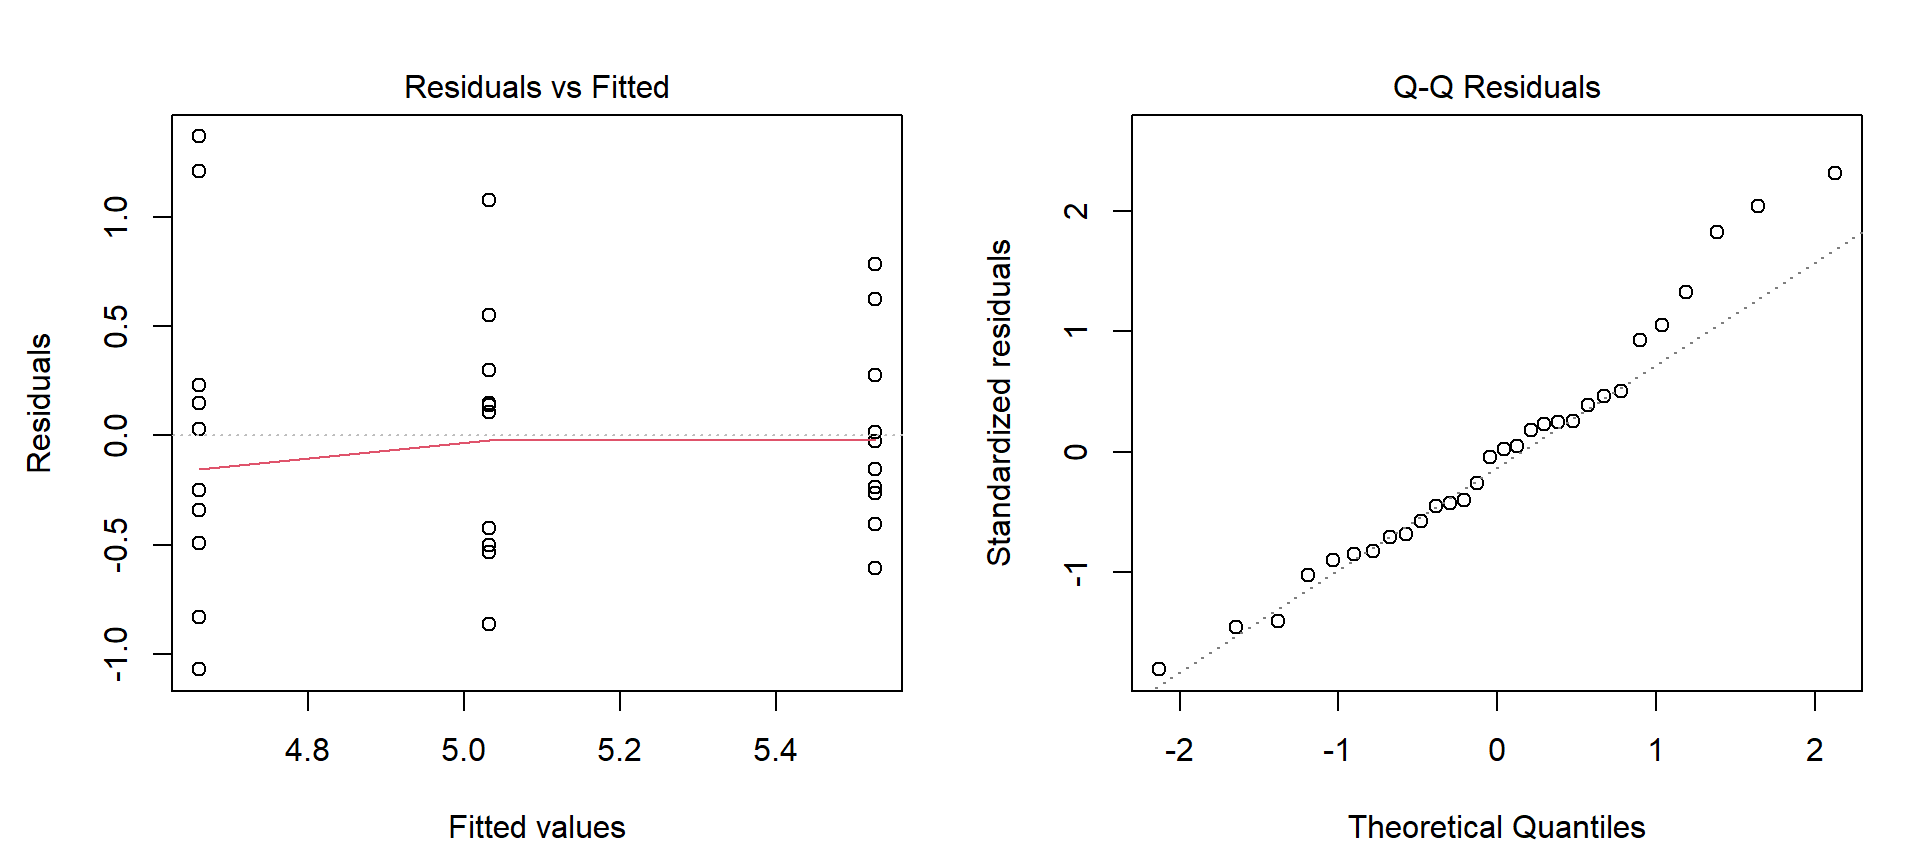 Residuals vs Fitted
Residuals
1.0
0.5
0.0
-0.5
-1.0
4.8 5.0 5.2 5.4
Fitted values
Q-Q Residuals
Standardized residuals
2
1
0
-1
-2 -1 0 1 2
Theoretical Quantiles